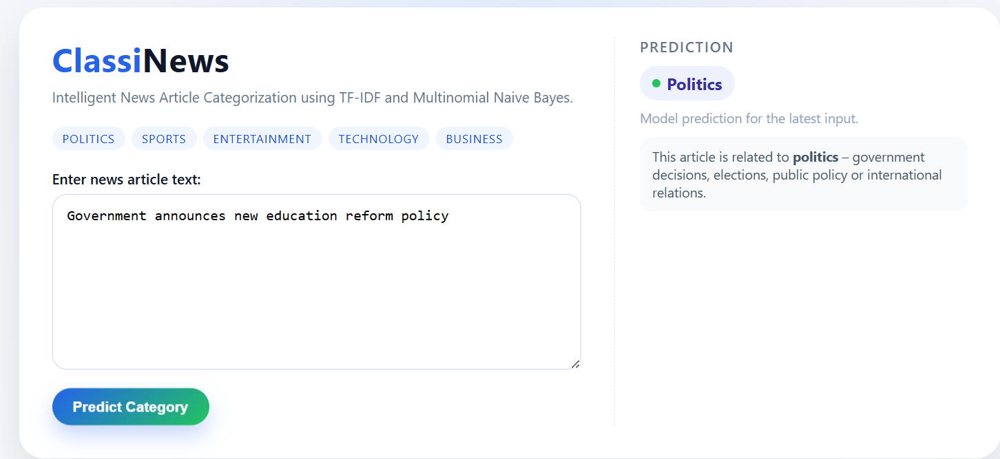 ClassiNews
Intelligent News Article Categorization using TF-IDF and Multinomial Naive Bayes.
POLITICS SPORTS ENTERTAINMENT TECHNOLOGY BUSINESS
Enter news article text:
Government announces new education reform policy
Predict Category
PREDICTION
Politics
Model prediction for the latest input.
This article is related to politics – government
decisions, elections, public policy or international
relations.